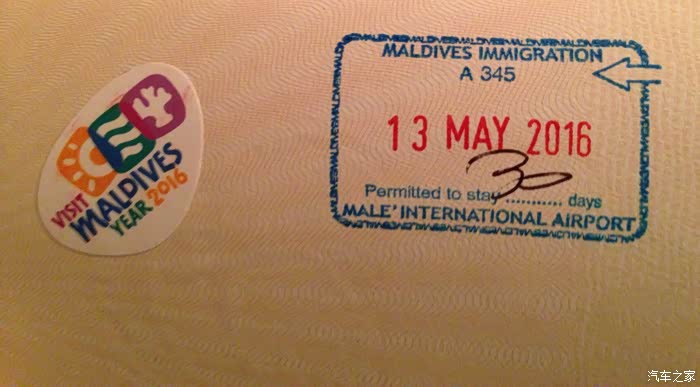 VISIT
MALDIVES
YEAR 2016
MALDIVES IMMIGRATION
A 345
13 MAY 2016
Permitted to stay 30 ........... days
MALE' INTERNATIONAL AIRPORT
汽车之家